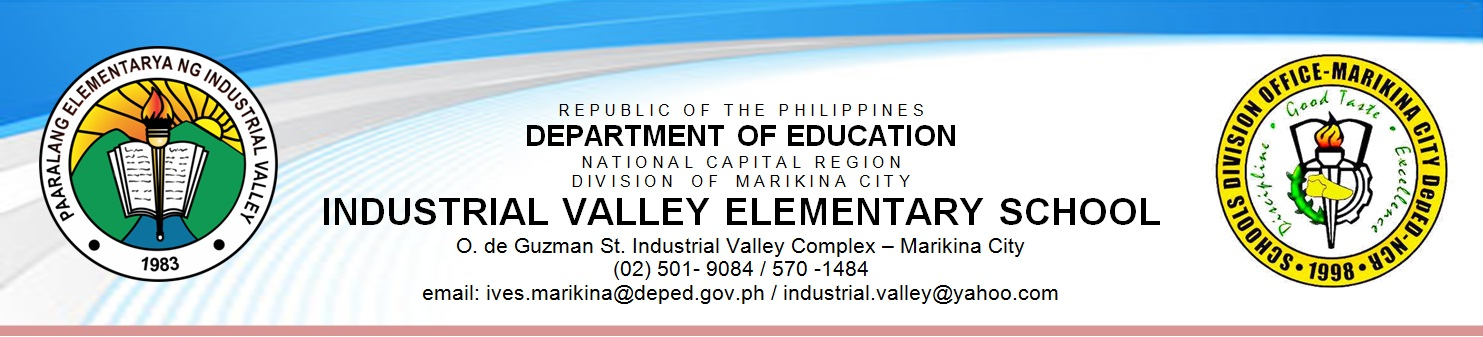 PAARALANG ELEMENTARYA NG INDUSTRIAL VALLEY
1983
REPUBLIC OF THE PHILIPPINES
DEPARTMENT OF EDUCATION
NATIONAL CAPITAL REGION
DIVISION OF MARIKINA CITY
INDUSTRIAL VALLEY ELEMENTARY SCHOOL
O. de Guzman St. Industrial Valley Complex – Marikina City
(02) 501- 9084 / 570 -1484
email: ives.marikina@deped.gov.ph / industrial.valley@yahoo.com
SCHOOLS DIVISION OFFICE-MARIKINA CITY DepED-NCR
• 1998 •
Discipline • Good Taste • Excellence